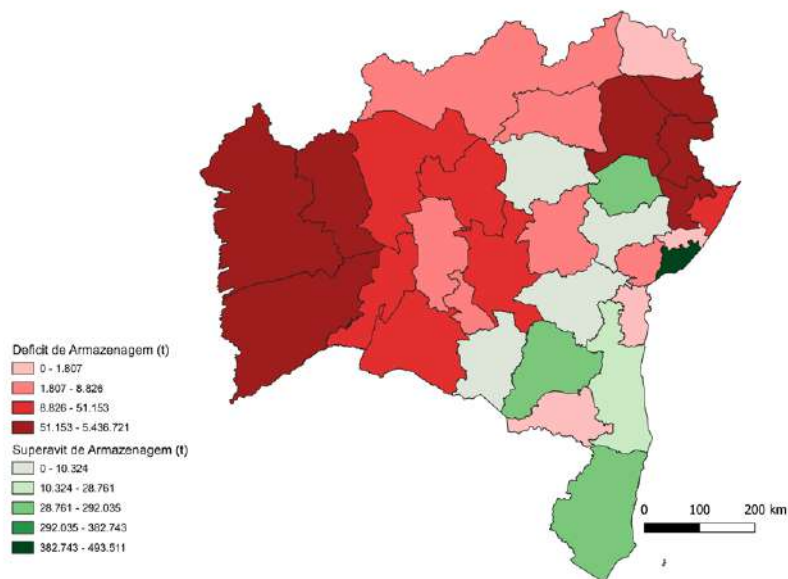 Deficit de Armazenagem (t)
0 - 1.807
1.807 - 8.826
8.826 - 51.153
51.153 - 5.436.721
Superavit de Armazenagem (t)
0 - 10.324
10.324 - 28.761
28.761 - 292.035
292.035 - 382.743
382.743 - 493.511
0 100 200 km